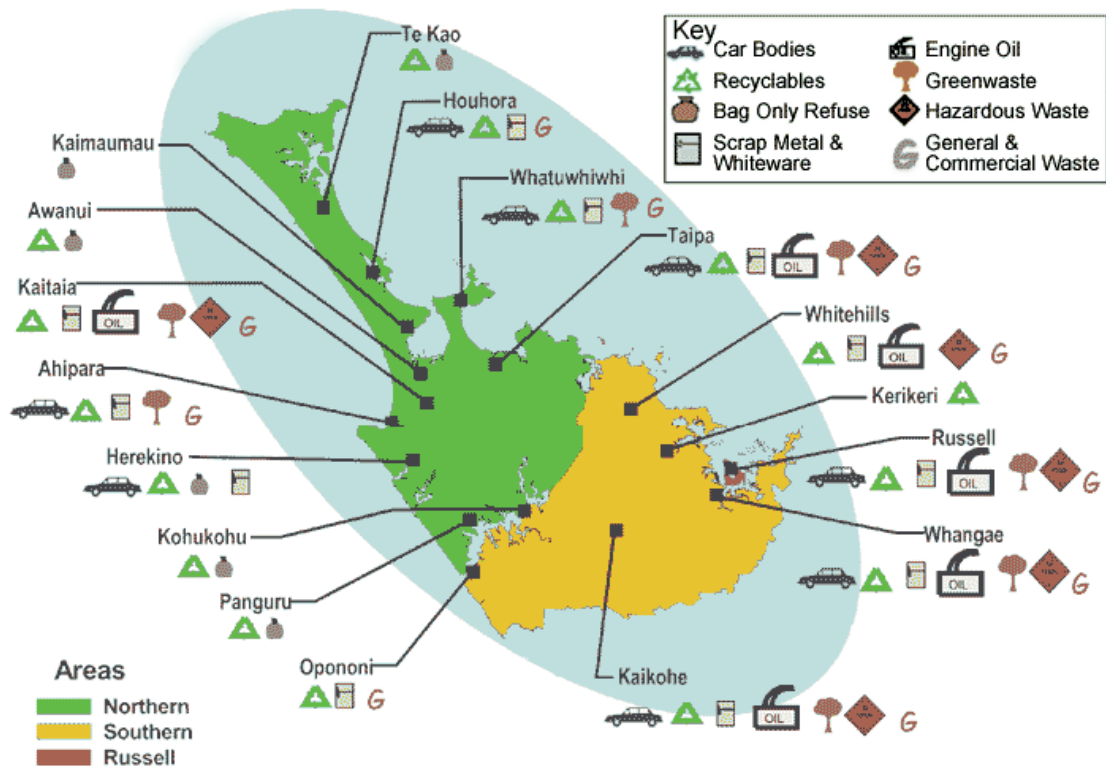 Key
Car Bodies
Recyclables
Bag Only Refuse
Scrap Metal &
Whiteware
Engine Oil
Greenwaste
Hazardous Waste
General &
Commercial Waste
G
Te Kao
Houhora
G
Kaimaumau
Whatuwhiwhi
G
Awanui
Taipa
OIL
G
Kaitaia
OIL
G
Whitehills
OIL
G
Ahipara
G
Kerikeri
Herekino
Russell
OIL
G
Kohukohu
Whangae
OIL
G
Panguru
Opononi
G
Kaikohe
OIL
G
Areas
Northern
Southern
Russell